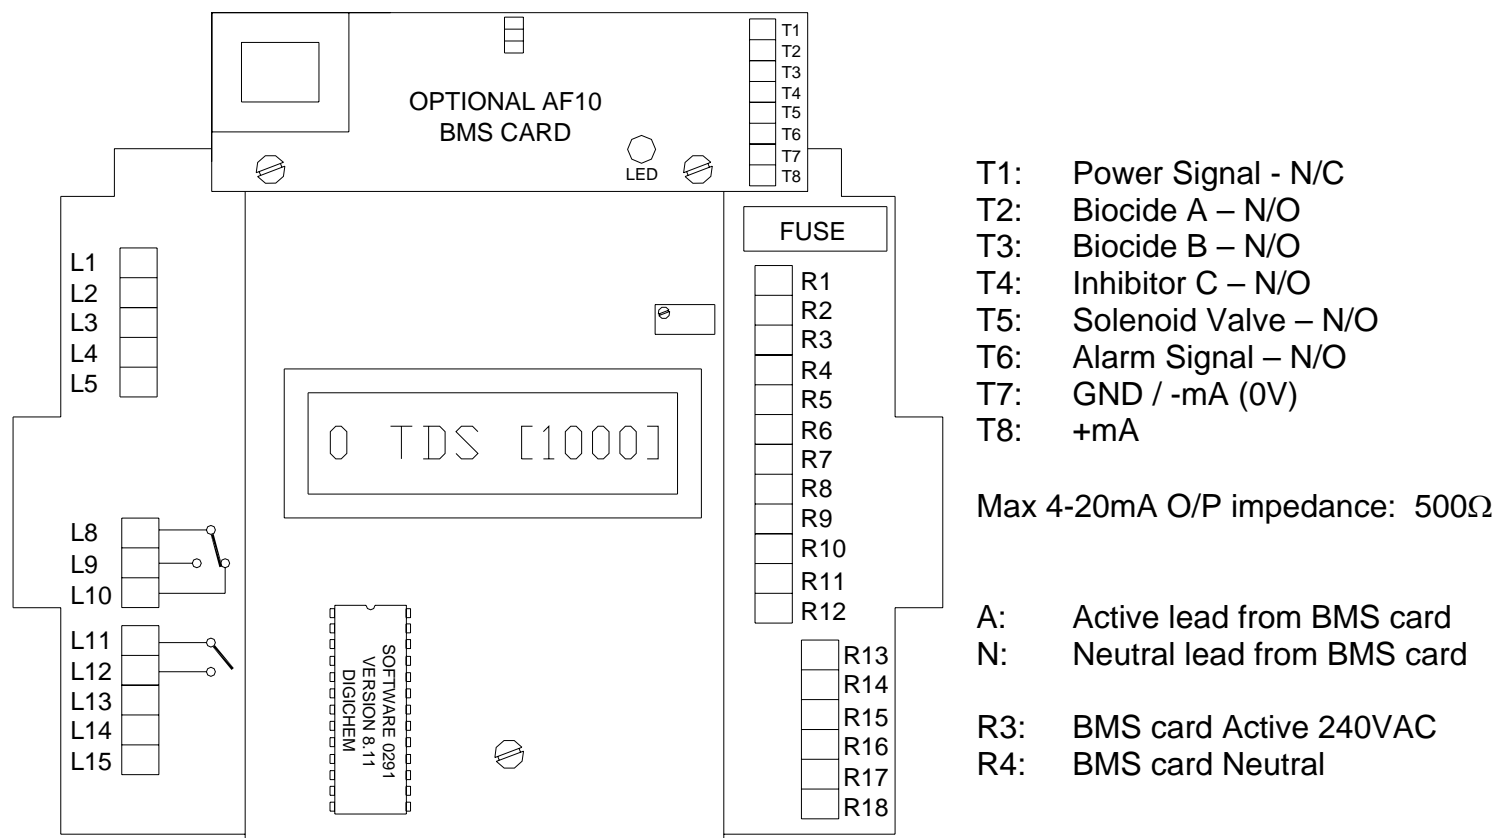 OPTIONAL AF10
BMS CARD
LED
T1
T2
T3
T4
T5
T6
T7
T8
FUSE
L1
L2
L3
L4
L5
L8
L9
L10
L11
L12
L13
L14
L15
0 TDS [1000]
SOFTWARE 0291
VERSION 8.11
DIGICHEM
R1
R2
R3
R4
R5
R6
R7
R8
R9
R10
R11
R12
R13
R14
R15
R16
R17
R18
T1: Power Signal - N/C
T2: Biocide A – N/O
T3: Biocide B – N/O
T4: Inhibitor C – N/O
T5: Solenoid Valve – N/O
T6: Alarm Signal – N/O
T7: GND / -mA (0V)
T8: +mA
Max 4-20mA O/P impedance: 500Ω
A: Active lead from BMS card
N: Neutral lead from BMS card
R3: BMS card Active 240VAC
R4: BMS card Neutral